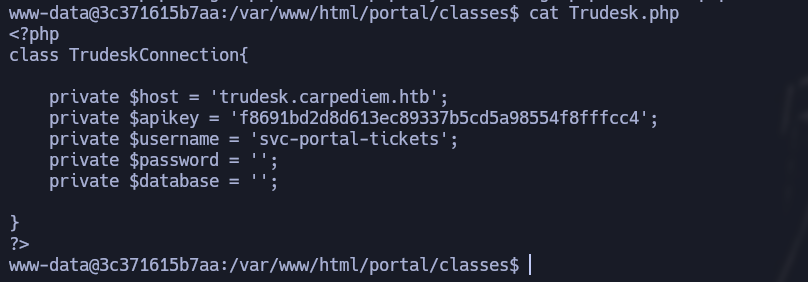 www-data@3c371615b7aa:/var/www/html/portal/classes$ cat Trudesk.php
<?php
class TrudeskConnection{
    private $host = 'trudesk.carpediem.htb';
    private $apikey = 'f8691bd2d8d613ec89337b5cd5a98554f8fffcc4';
    private $username = 'svc-portal-tickets';
    private $password = '';
    private $database = '';
}
?>
www-data@3c371615b7aa:/var/www/html/portal/classes$